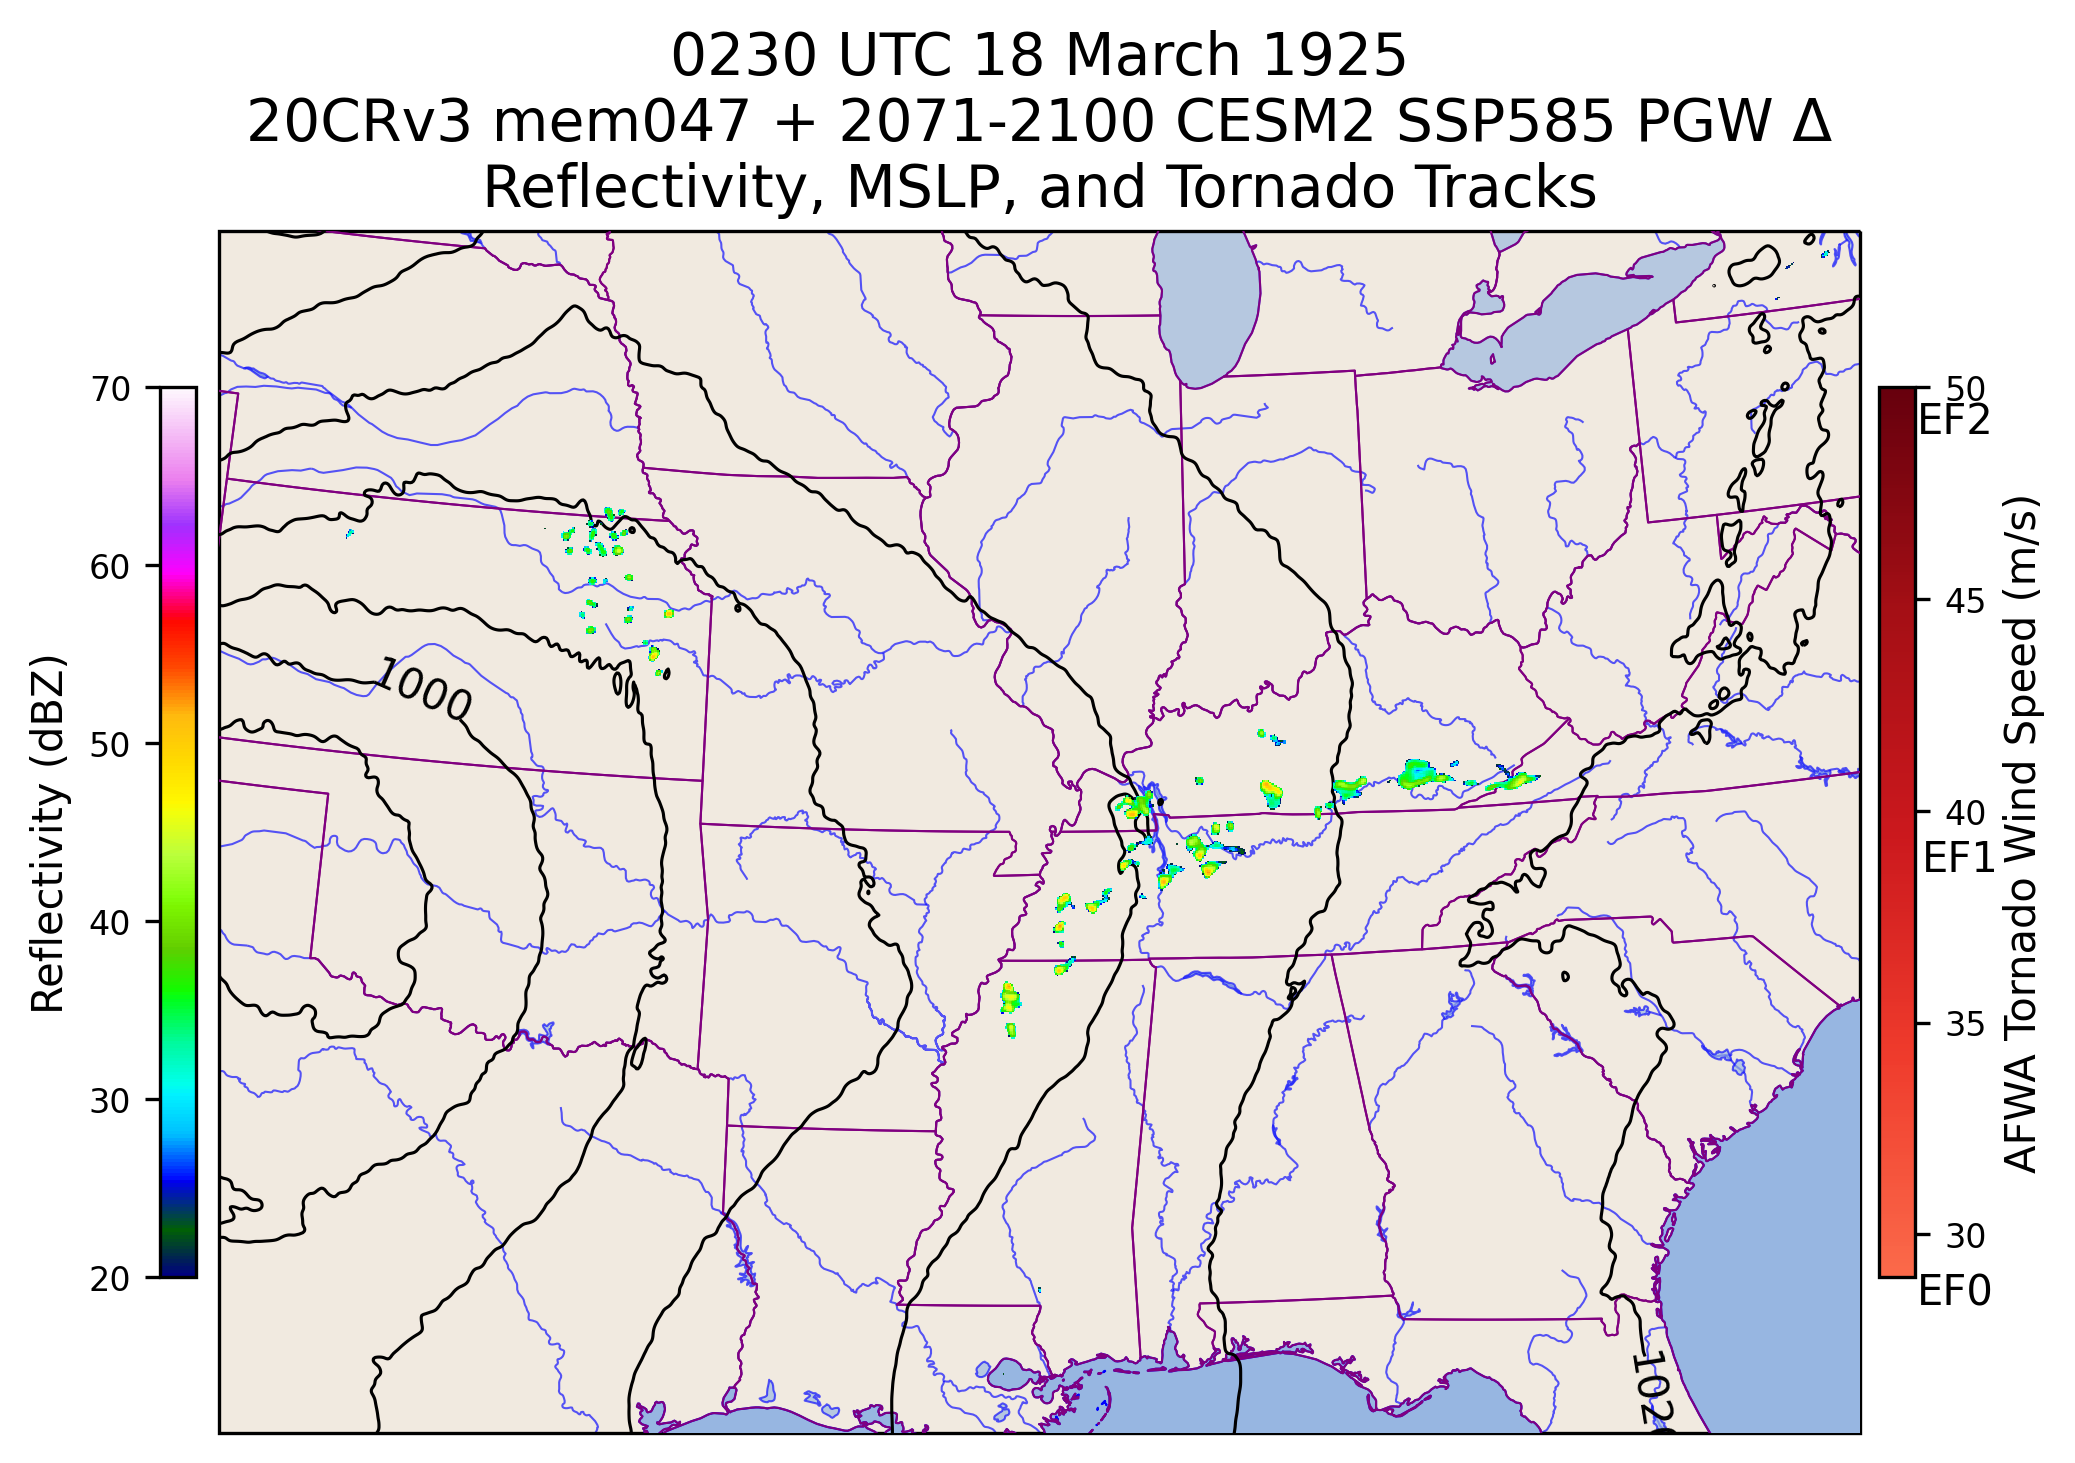 0230 UTC 18 March 1925
20CRv3 mem047 + 2071-2100 CESM2 SSP585 PGW Δ
Reflectivity, MSLP, and Tornado Tracks
70
60
50
40
30
20
Reflectivity (dBZ)
1000
50
EF2
45
40
EF1
35
30
EF0
AFWA Tornado Wind Speed (m/s)